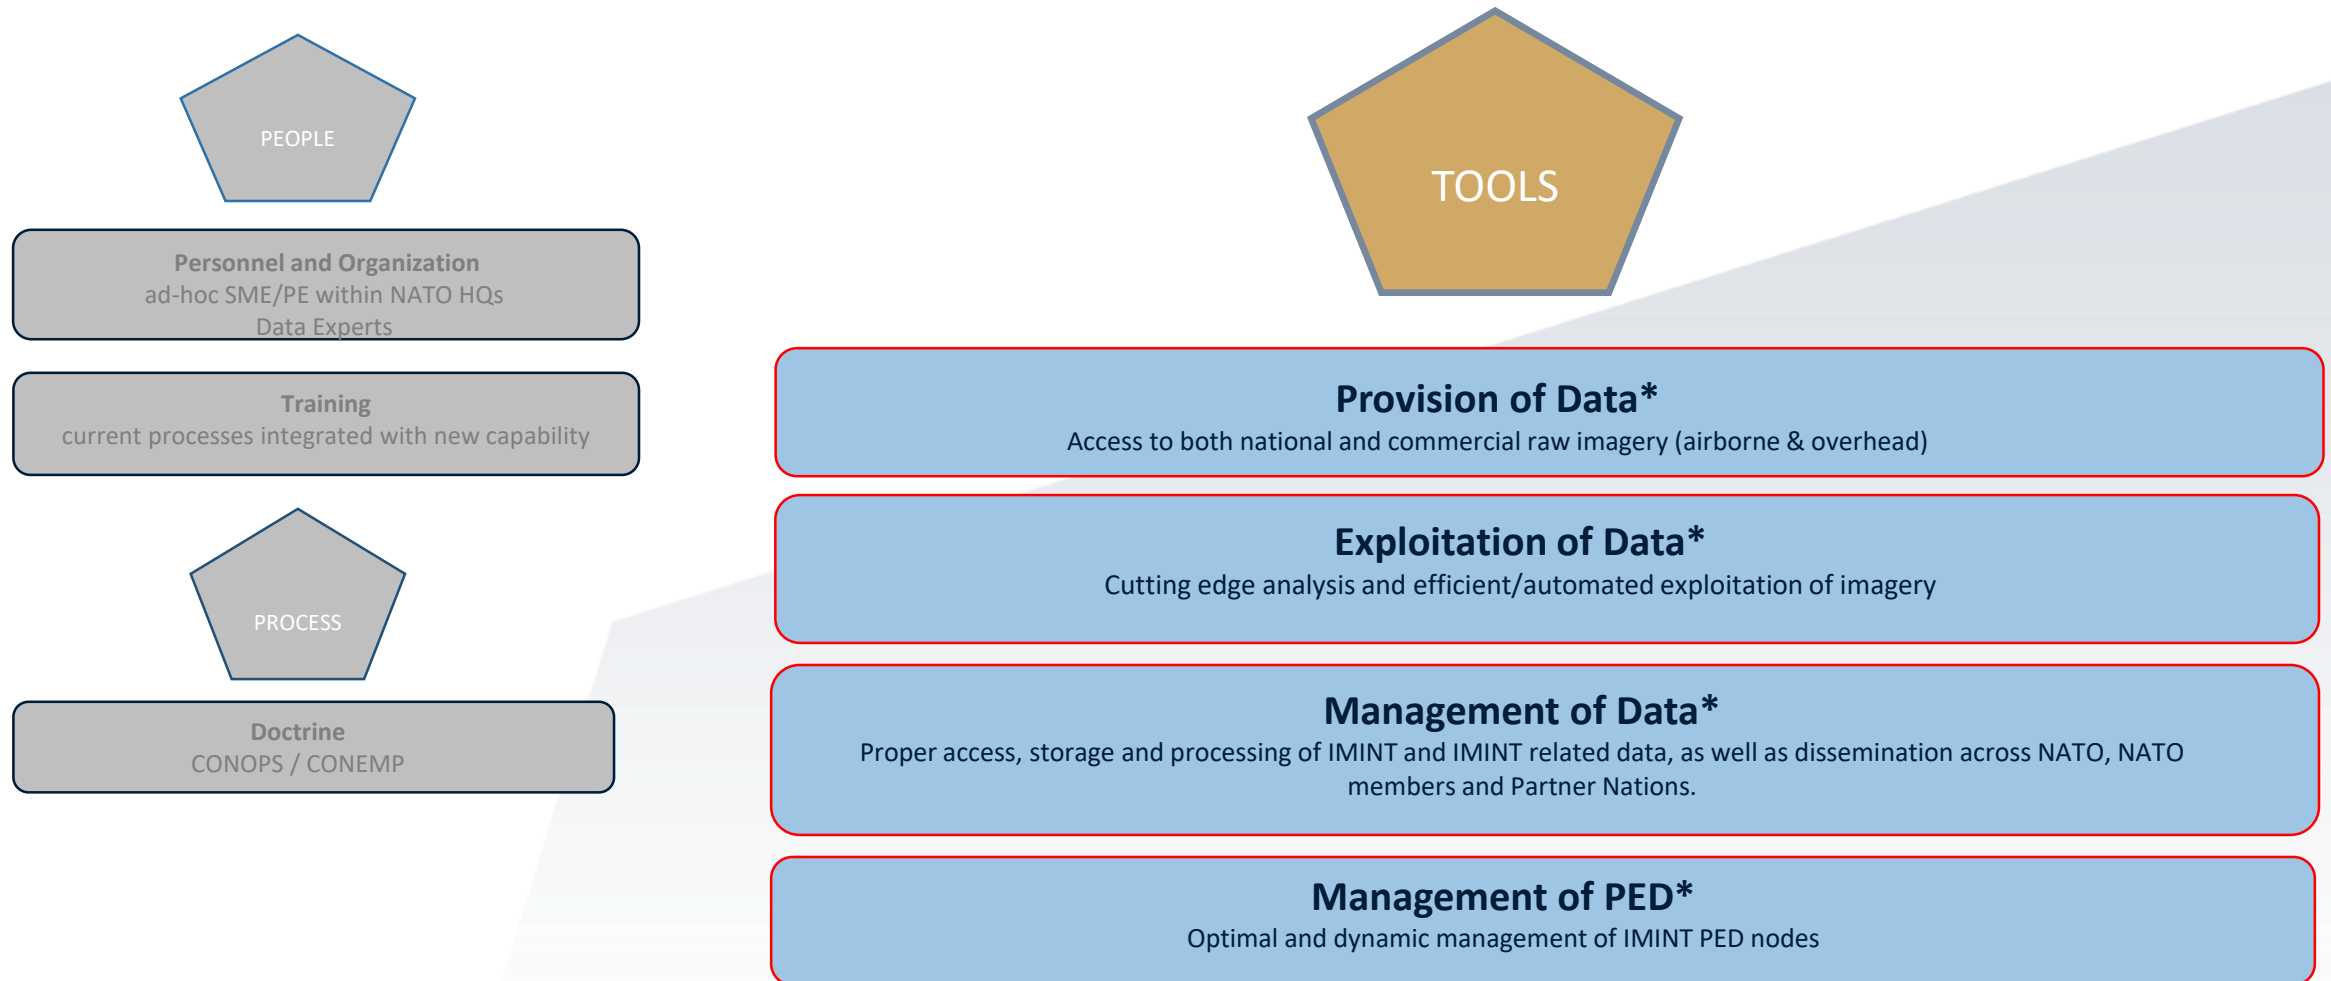 PEOPLE
Personnel and Organization
ad-hoc SME/PE within NATO HQs
Data Experts
Training
current processes integrated with new capability
PROCESS
Doctrine
CONOPS / CONEMP
TOOLS
Provision of Data*
Access to both national and commercial raw imagery (airborne & overhead)
Exploitation of Data*
Cutting edge analysis and efficient/automated exploitation of imagery
Management of Data*
Proper access, storage and processing of IMINT and IMINT related data, as well as dissemination across NATO, NATO
members and Partner Nations.
Management of PED*
Optimal and dynamic management of IMINT PED nodes